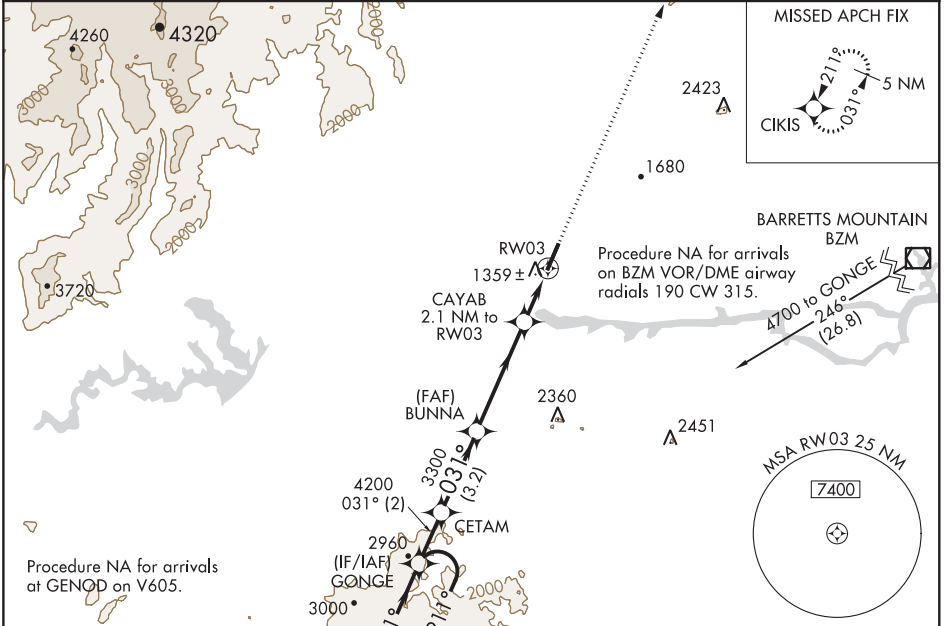 4260
4320
3000
3000
2000
2000
3000
2000
3720
2423
1680
MISSED APCH FIX
211°
031°
5 NM
CIKIS
BARRETTS MOUNTAIN
BZM
RW03
1359 ±
Procedure NA for arrivals
on BZM VOR/DME airway
radials 190 CW 315.
4700 to GONGE
246°
(26.8)
CAYAB
2.1 NM to
RW03
(FAF)
BUNNA
2360
2451
3300
031°
(3.2)
4200
031° (2)
CETAM
2960
(IF/IAF)
GONGE
3000
2000
MSA RW03 25 NM
7400
Procedure NA for arrivals
at GENOD on V605.